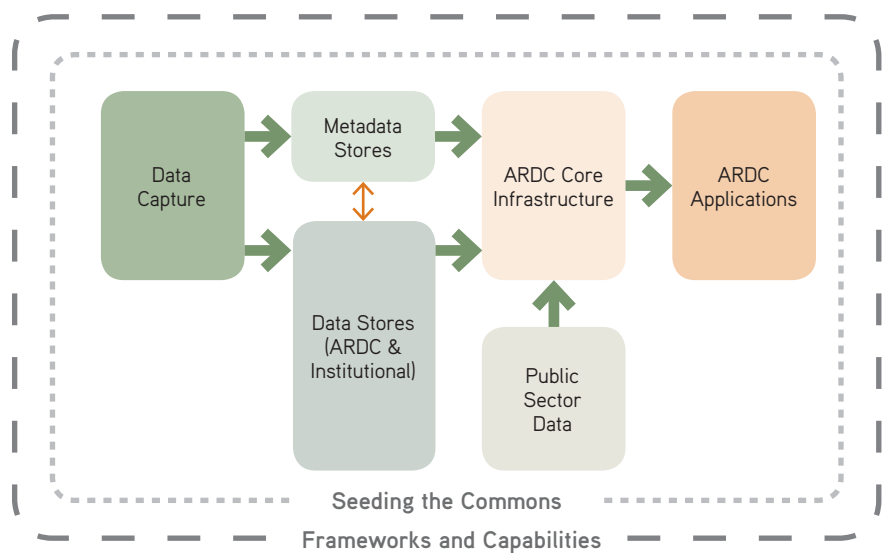 Data
Capture
Metadata
Stores
Data Stores
(ARDC &
Institutional)
ARDC Core
Infrastructure
Public
Sector
Data
ARDC
Applications
Seeding the Commons
Frameworks and Capabilities